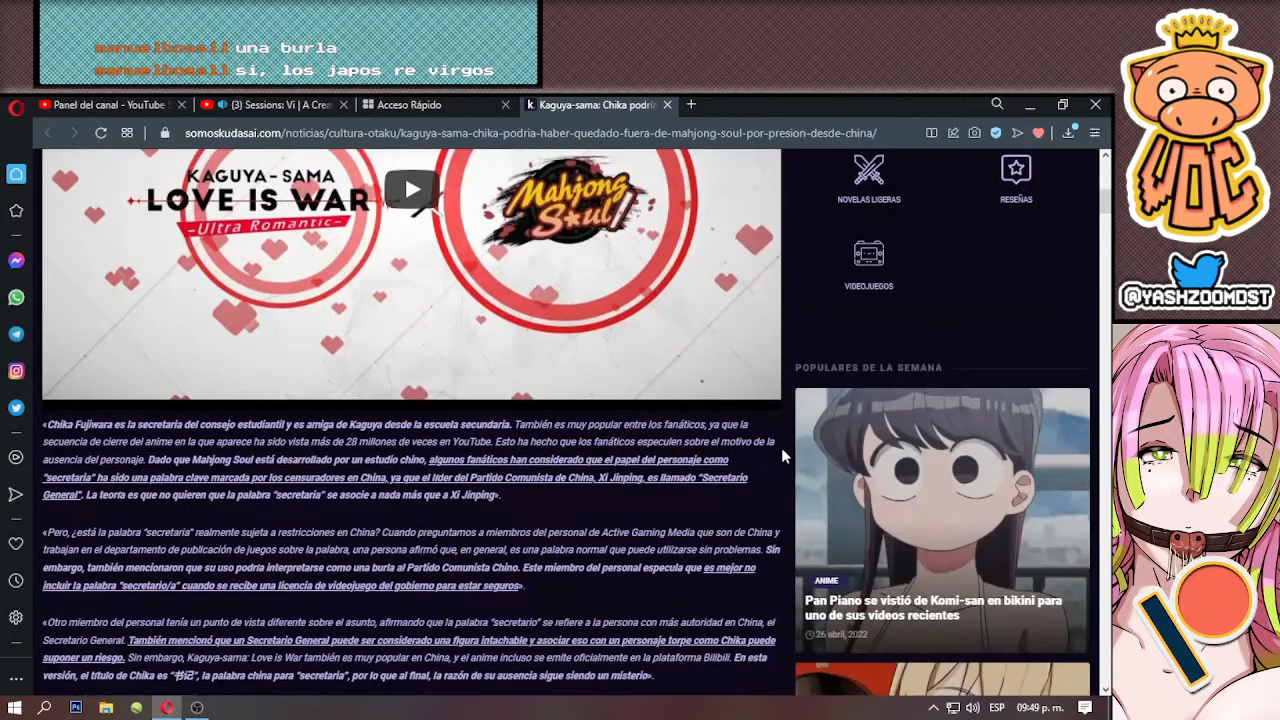 manuelbosa11 una burla
manuelbosa11 si, los japos re virgos
Panel del canal - YouTube S
(3) Sessions: Vi | A Crea
Acceso Rápido
Kaguya-sama: Chika podrí
somoskudasai.com/noticias/cultura-otaku/kaguya-sama-chika-podria-haber-quedado-fuera-de-mahjong-soul-por-presion-desde-china/
KAGUYA-SAMA
LOVE IS WAR
-Ultra Romantic-
Mahjong
Soul
NOVELAS LIGERAS
RESEÑAS
VIDEOJUEGOS
POPULARES DE LA SEMANA
«Chika Fujiwara es la secretaria del consejo estudiantil y es amiga de Kaguya desde la escuela secundaria. También es muy popular entre los fanáticos, ya que la
secuencia de cierre del anime en la que aparece ha sido vista más de 28 millones de veces en YouTube. Esto ha hecho que los fanáticos especulen sobre el motivo de la
ausencia del personaje. Dado que Mahjong Soul está desarrollado por un estudio chino, algunos fanáticos han considerado que el papel del personaje como
“secretaria” ha sido una palabra clave marcada por los censuradores en China, ya que el líder del Partido Comunista de China, Xi Jinping, es llamado “Secretario
General”. La teoría es que no quieren que la palabra “secretaria” se asocie a nada más que a Xi Jinping».
«Pero, ¿está la palabra “secretaria” realmente sujeta a restricciones en China? Cuando preguntamos a miembros del personal de Active Gaming Media que son de China y
trabajan en el departamento de publicación de juegos sobre la palabra, una persona afirmó que, en general, es una palabra normal que puede utilizarse sin problemas. Sin
embargo, también mencionaron que su uso podría interpretarse como una burla al Partido Comunista Chino. Este miembro del personal especula que es mejor no
incluir la palabra “secretario/a” cuando se recibe una licencia de videojuego del gobierno para estar seguros».
«Otro miembro del personal tenía un punto de vista diferente sobre el asunto, afirmando que la palabra “secretario” se refiere a la persona con más autoridad en China, el
Secretario General. También mencionó que un Secretario General puede ser considerado una figura intachable y asociar eso con un personaje torpe como Chika puede
suponer un riesgo. Sin embargo, Kaguya-sama: Love is War también es muy popular en China, y el anime incluso se emite oficialmente en la plataforma Bilibili. En esta
versión, el título de Chika es “书记”, la palabra china para “secretaria”, por lo que al final, la razón de su ausencia sigue siendo un misterio».
ANIME
Pan Piano se vistió de Komi-san en bikini para
uno de sus videos recientes
26 abril, 2022
@YASHZOOMDST
ESP
09:49 p. m.